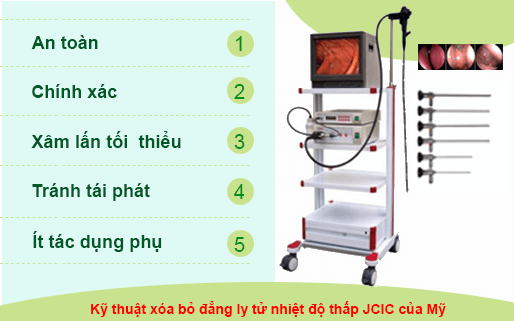 An toàn 1
Chính xác 2
Xâm lấn tối thiểu 3
Tránh tái phát 4
Ít tác dụng phụ 5
Kỹ thuật xóa bỏ đẳng ly tử nhiệt độ thấp JCIC của Mỹ